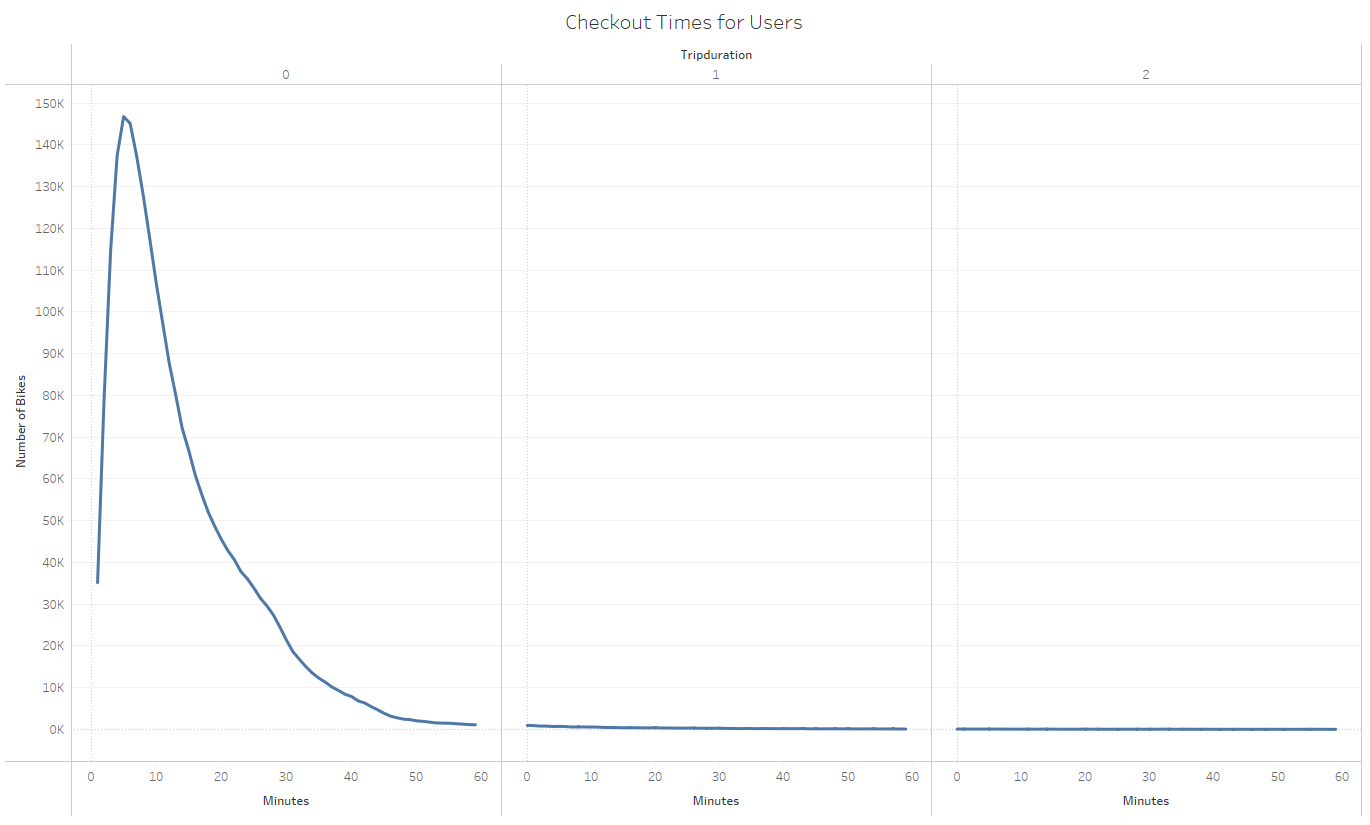 Checkout Times for Users
Tripduration
0 1 2
150K
140K
130K
120K
110K
100K
90K
80K
70K
60K
50K
40K
30K
20K
10K
0K
Number of Bikes
0 10 20 30 40 50 60 0 10 20 30 40 50 60 0 10 20 30 40 50 60
Minutes Minutes Minutes